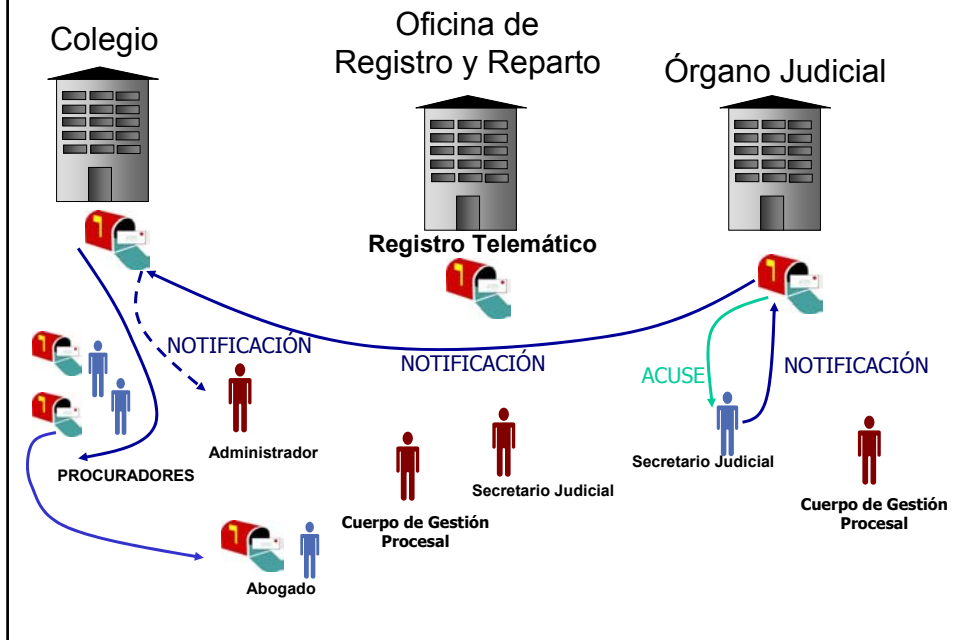 Colegio
Oficina de
Registro y Reparto
Órgano Judicial
Registro Telemático
NOTIFICACIÓN
NOTIFICACIÓN
ACUSE
NOTIFICACIÓN
Administrador
PROCURADORES
Secretario Judicial
Secretario Judicial
Cuerpo de Gestión
Procesal
Cuerpo de Gestión
Procesal
Abogado